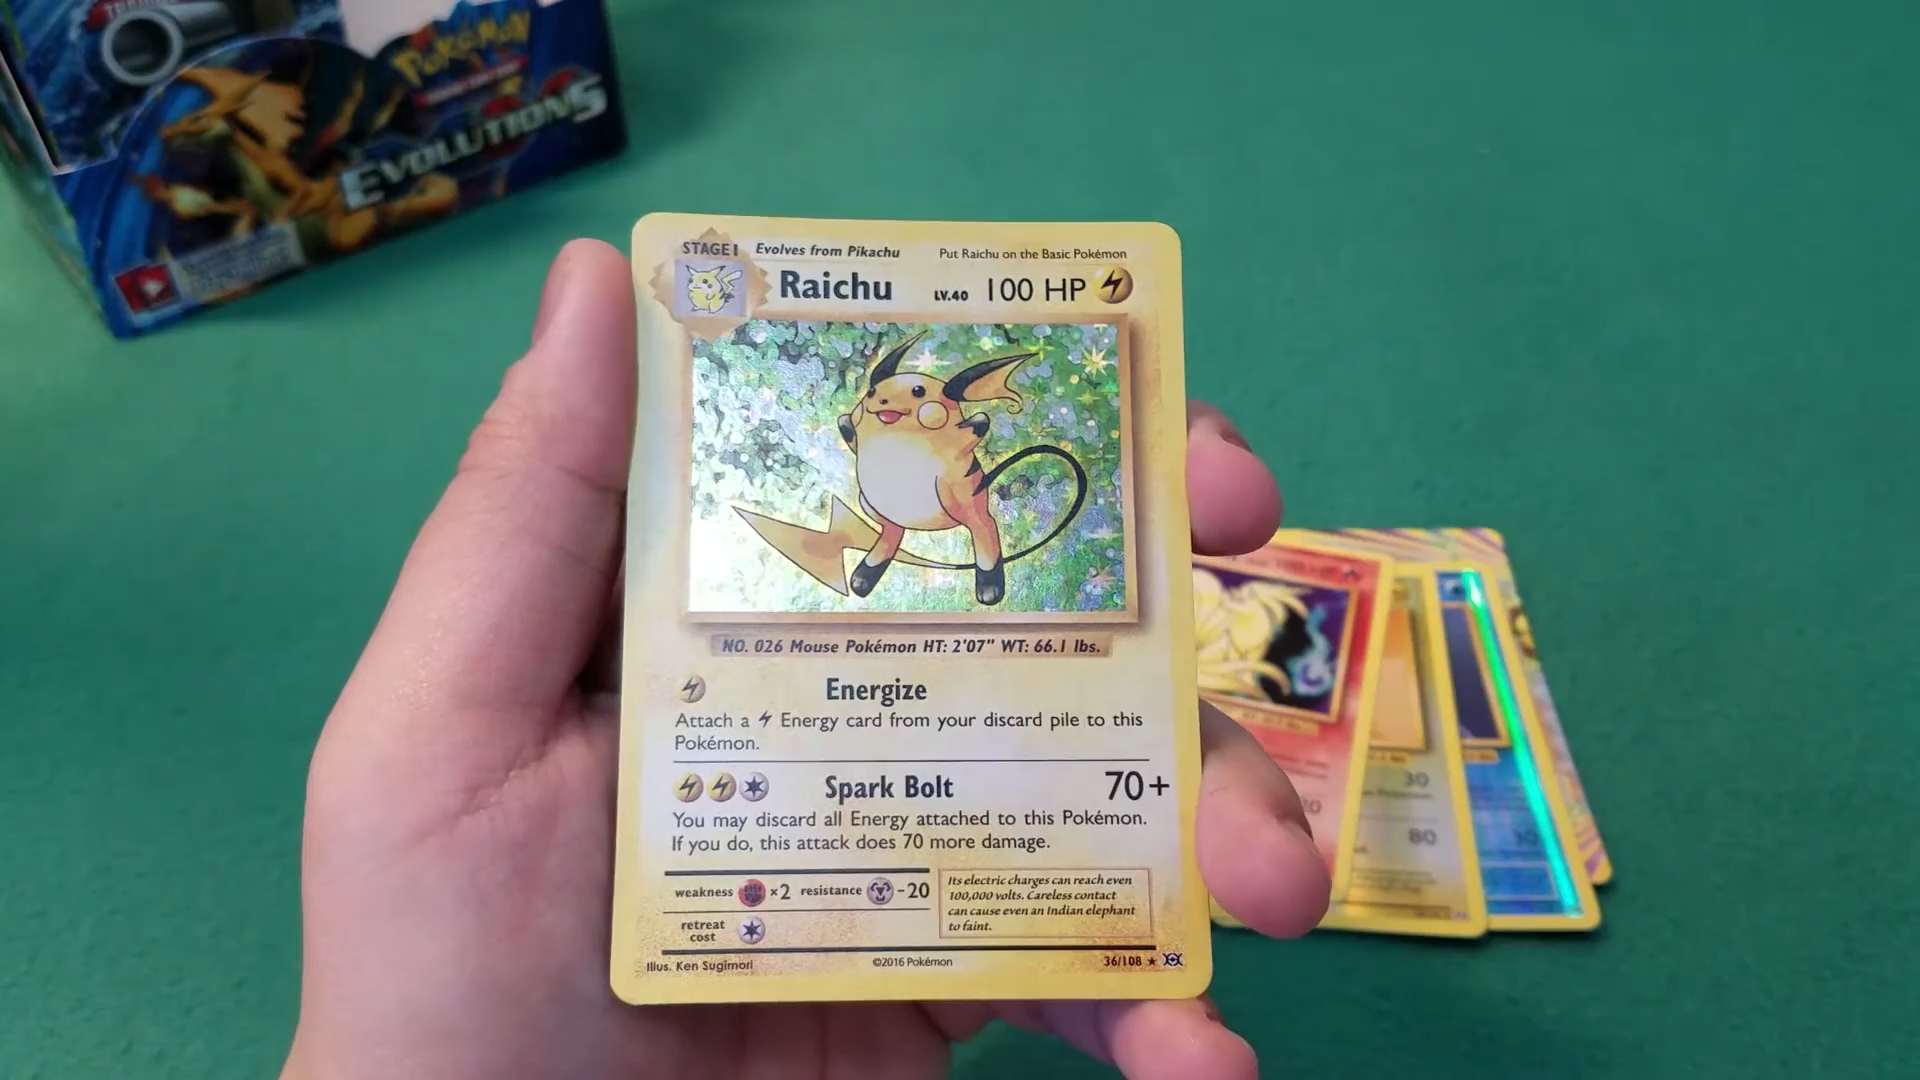 Pokémon
EVOLUTIONS
STAGE1 Evolves from Pikachu Put Raichu on the Basic Pokémon
Raichu LV.40 100 HP
NO. 026 Mouse Pokémon HT: 2'07" WT: 66.1 lbs.
Energize
Attach a Energy card from your discard pile to this
Pokémon.
Spark Bolt 70+
You may discard all Energy attached to this Pokémon.
If you do, this attack does 70 more damage.
weakness ×2 resistance -20
retreat
cost
Its electric charges can reach even
100,000 volts. Careless contact
can cause even an Indian elephant
to faint.
Illus. Ken Sugimori ©2016 Pokémon 36/108
30
80
30